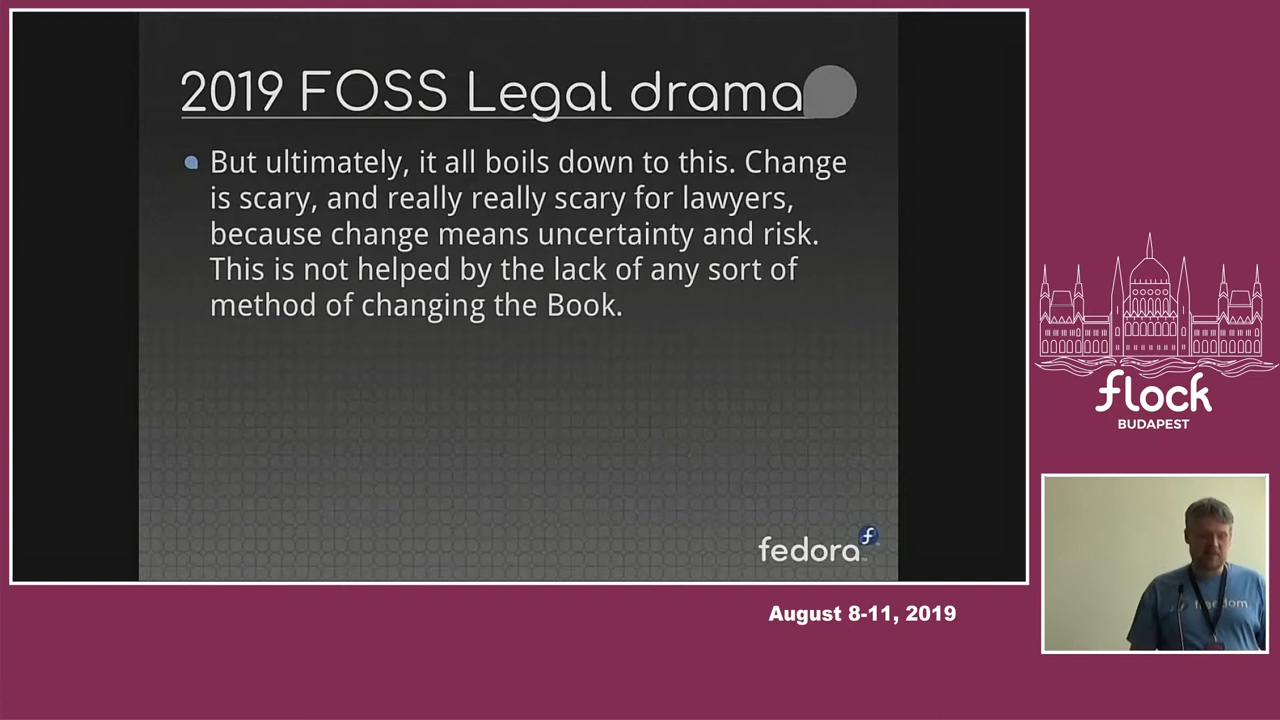 2019 FOSS Legal drama
But ultimately, it all boils down to this. Change
is scary, and really really scary for lawyers,
because change means uncertainty and risk.
This is not helped by the lack of any sort of
method of changing the Book.
fedora
flock
BUDAPEST
freedom
August 8-11, 2019